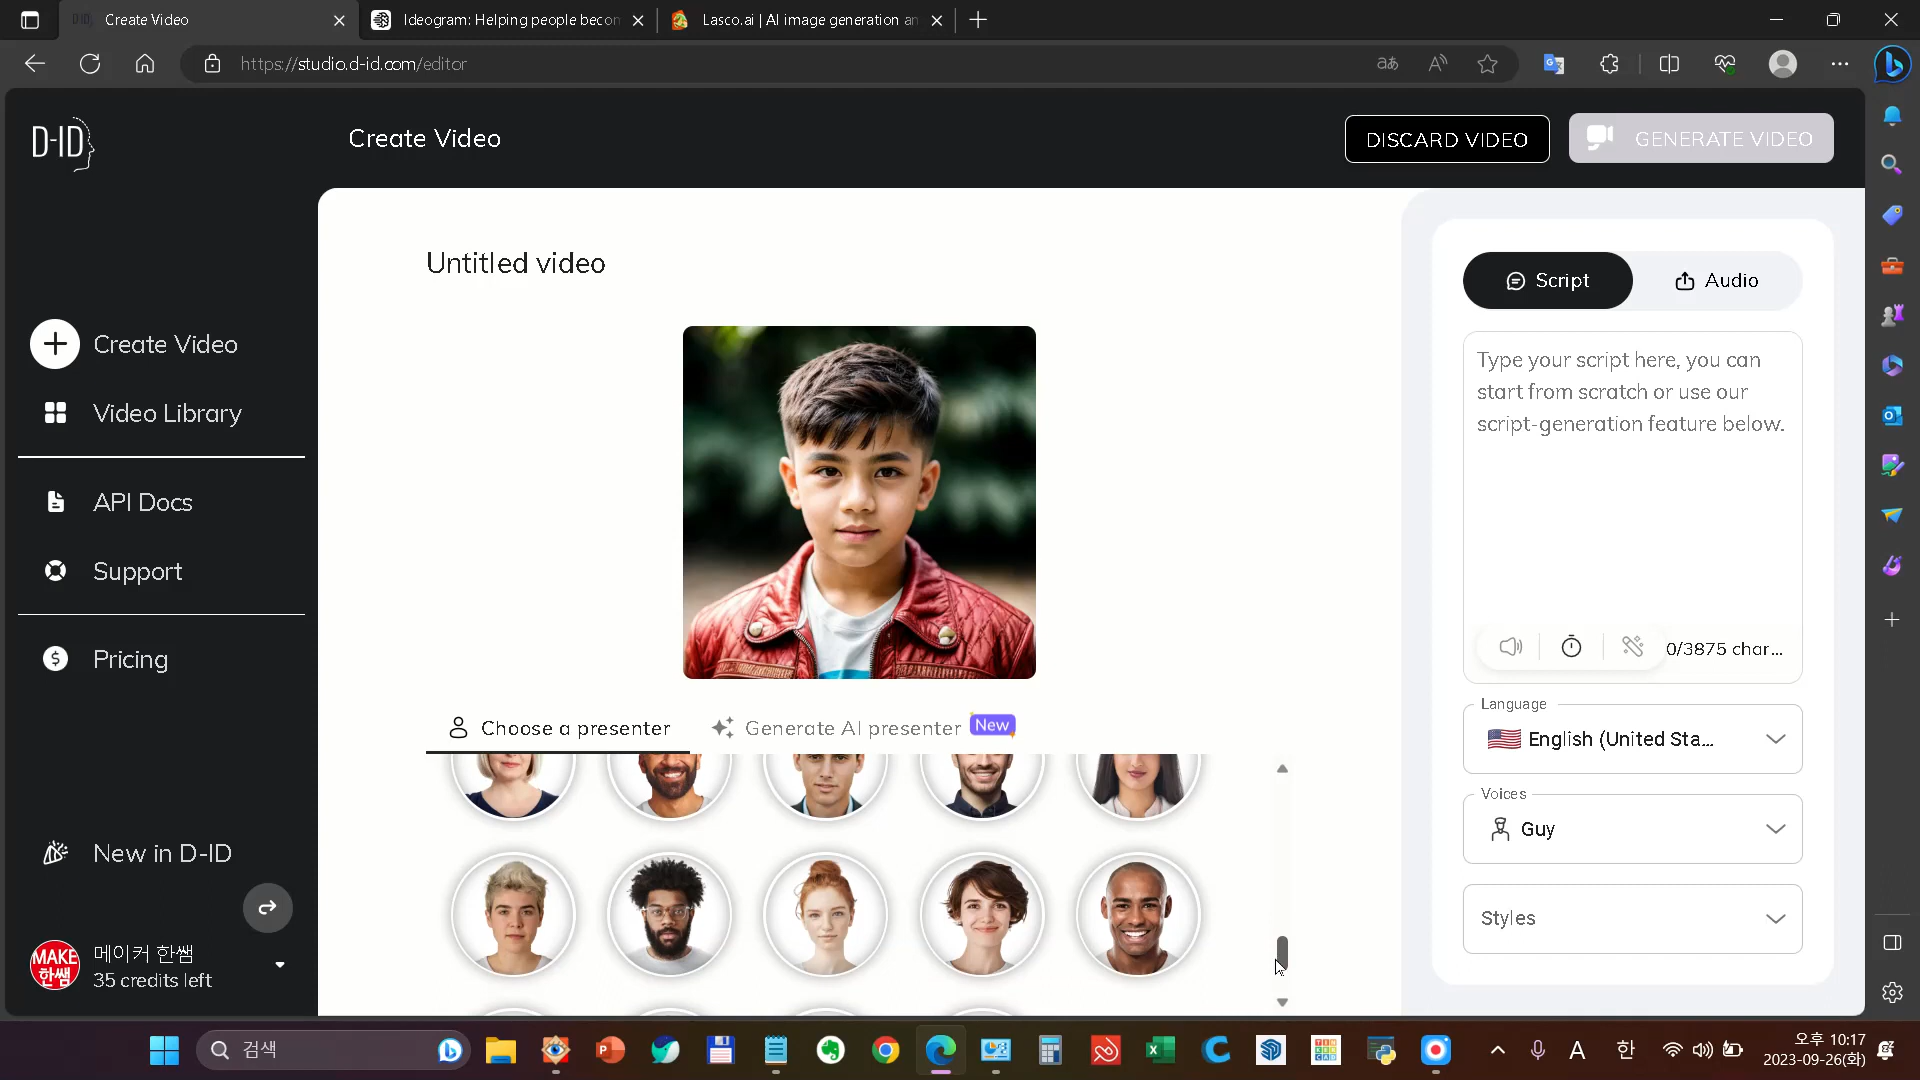 Create Video
Ideogram: Helping people becon
Lasco.ai | AI image generation an
https://studio.d-id.com/editor
D-ID
Create Video
DISCARD VIDEO
GENERATE VIDEO
Untitled video
Script
Audio
Type your script here, you can
start from scratch or use our
script-generation feature below.
0/3875 char...
Create Video
Video Library
API Docs
Support
Pricing
New in D-ID
MAKE
한쌤
메이커 한쌤
35 credits left
Choose a presenter
Generate AI presenter
New
Language
English (United Sta...
Voices
Guy
Styles
검색
A
한
오후 10:17
2023-09-26(화)